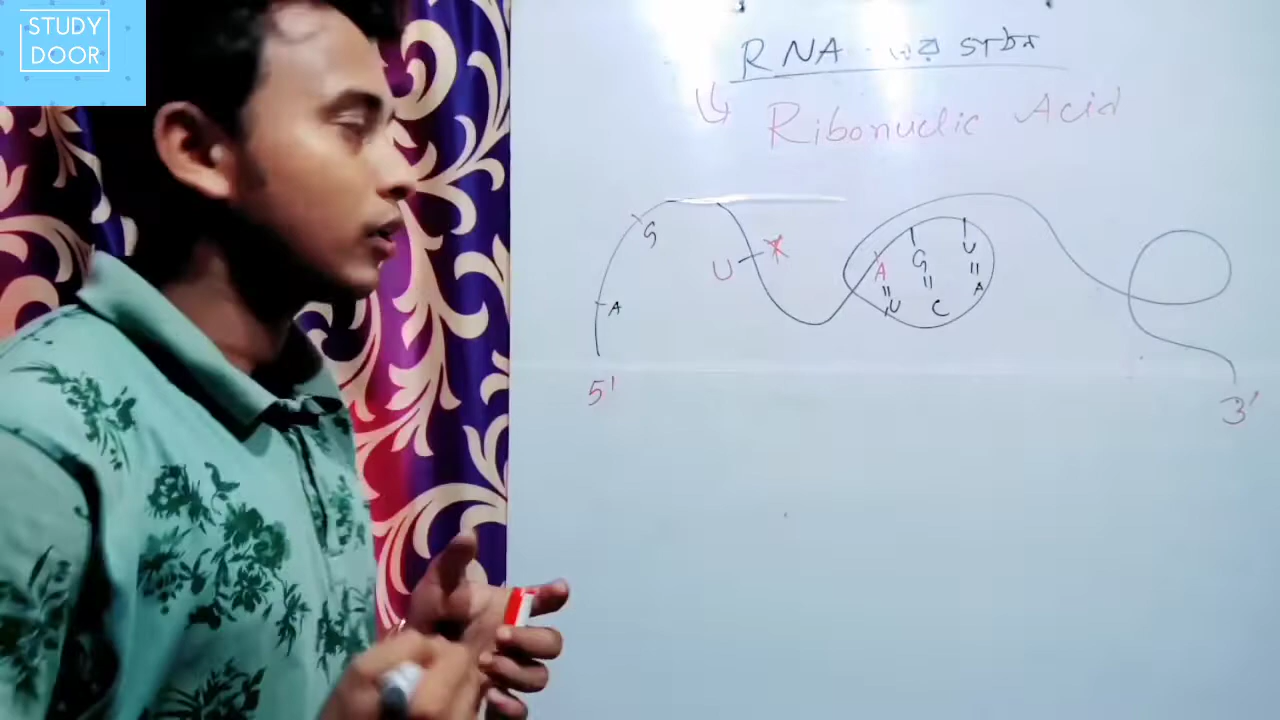 STUDY
DOOR
RNA এর গঠন
Ribonuclic Acid
G
U
A
A G U
U C A
5' 3'